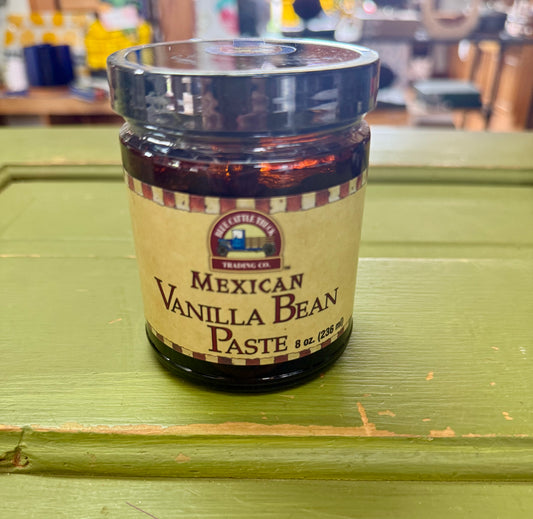 BLUE CATTLE TRUCK
TRADING CO.
MEXICAN
VANILLA BEAN
PASTE 8 oz. (236 ml)